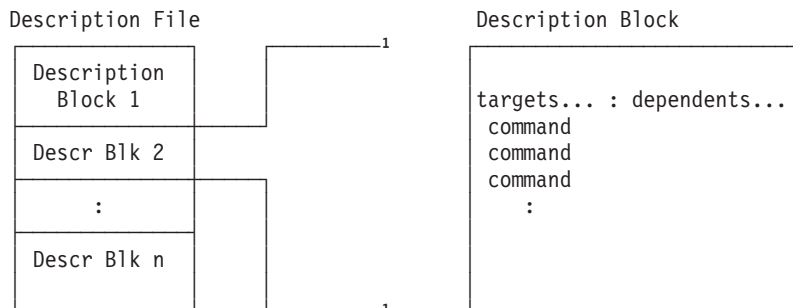 Description File
Description Block
1
Description
Block 1
targets... : dependents...
command
Descr Blk 2
command
command
:
:
Descr Blk n
1